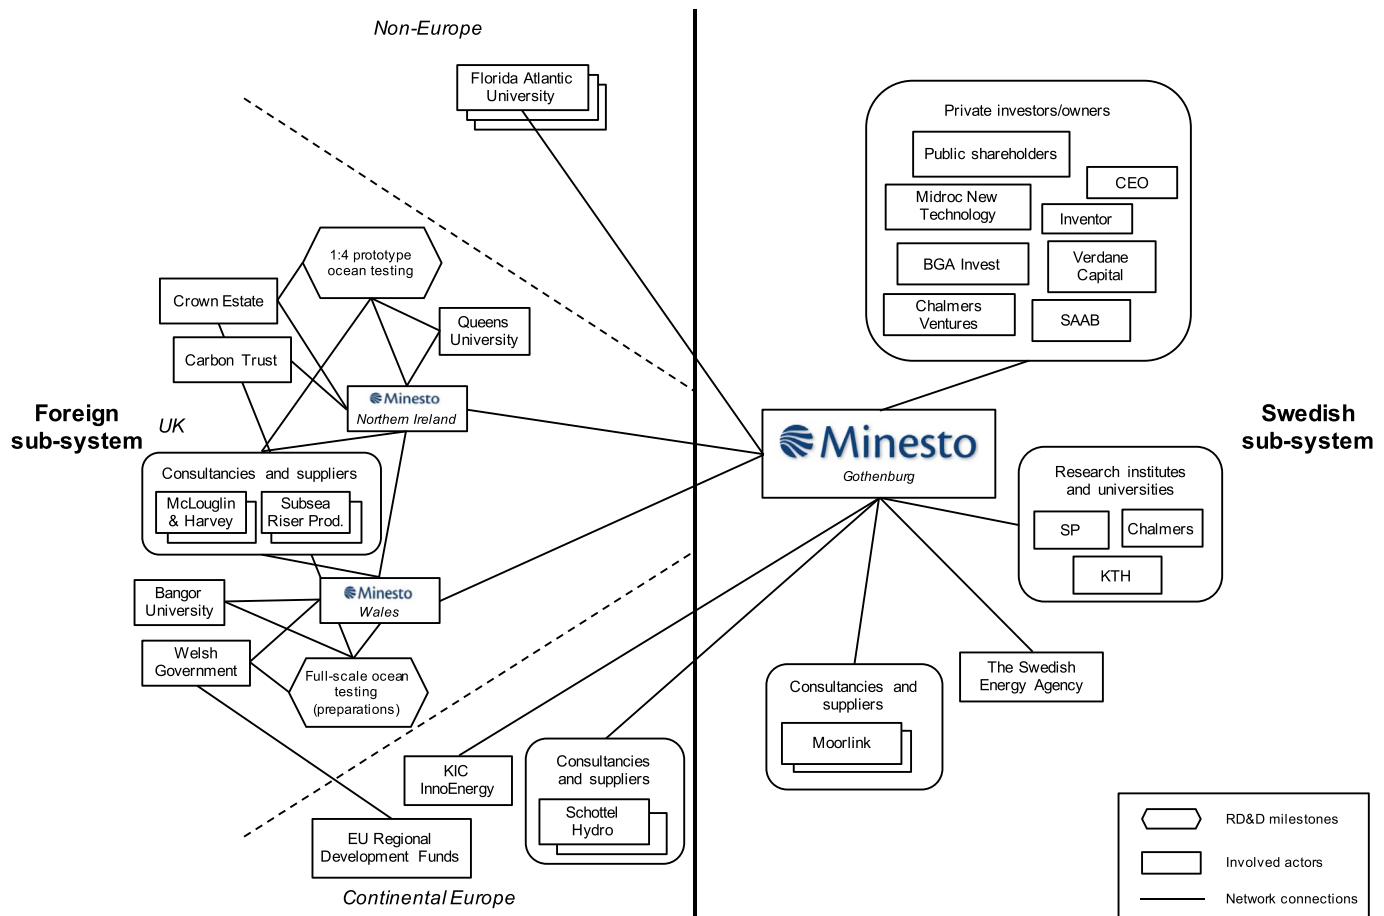 Non-Europe
Florida Atlantic
University
Private investors/owners
Public shareholders
CEO
Midroc New
Technology
Inventor
BGA Invest
Verdane
Capital
Chalmers
Ventures
SAAB
1:4 prototype
ocean testing
Crown Estate
Queens
University
Carbon Trust
Minesto
Northern Ireland
Foreign
sub-system
UK
Minesto
Gothenburg
Swedish
sub-system
Consultancies and suppliers
McLouglin
& Harvey
Subsea
Riser Prod.
Research institutes
and universities
SP
Chalmers
KTH
Bangor
University
Minesto
Wales
Welsh
Government
Full-scale ocean
testing
(preparations)
The Swedish
Energy Agency
Consultancies and
suppliers
Moorlink
KIC
InnoEnergy
Consultancies
and suppliers
Schottel
Hydro
EU Regional
Development Funds
Continental Europe
RD&D milestones
Involved actors
Network connections